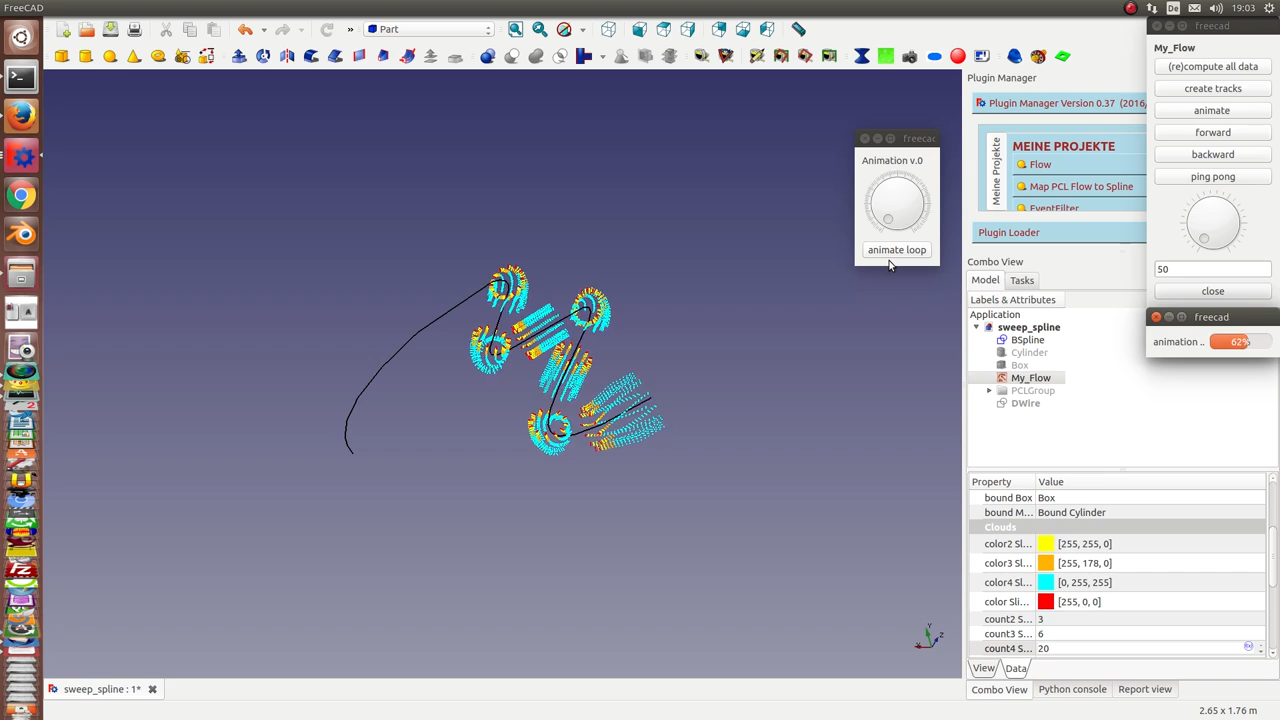 FreeCAD
De
19:03
Part
freecad
My_Flow
(re)compute all data
create tracks
animate
forward
backward
ping pong
50
close
freecad
animation ..
62%
freecad
Animation v.0
animate loop
Plugin Manager
Plugin Manager Version 0.37 (2016/
Meine Projekte
MEINE PROJEKTE
Flow
Map PCL Flow to Spline
EventFilter
Plugin Loader
Combo View
Model
Tasks
Labels & Attributes
Application
sweep_spline
BSpline
Cylinder
Box
My_Flow
PCLGroup
DWire
Property Value
bound Box Box
bound M... Bound Cylinder
Clouds
color2 Sl... [255, 255, 0]
color3 Sl... [255, 178, 0]
color4 Sl... [0, 255, 255]
color Sli... [255, 0, 0]
count2 S... 3
count3 S... 6
count4 S... 20
View
Data
Combo View
Python console
Report view
sweep_spline : 1*
2.65 x 1.76 m
Y
Z